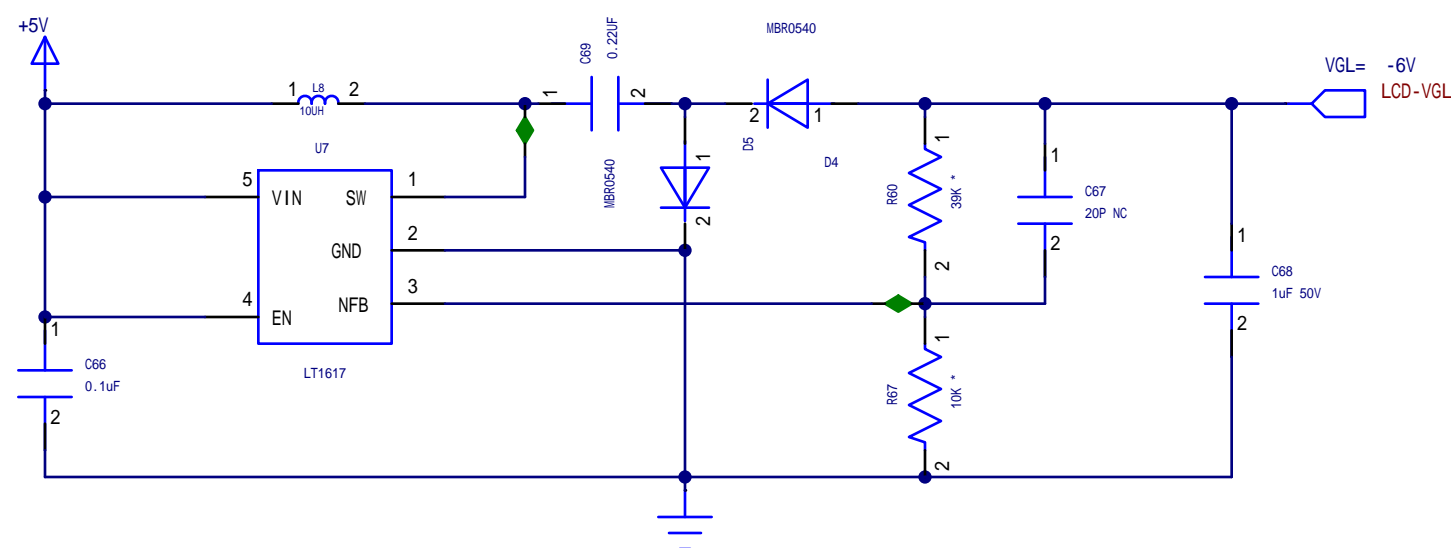 +5V
MBR0540
C69
0.22UF
VGL= -6V
LCD-VGL
1
L8
2
10UH
1
2
2
1
D5
D4
U7
5
VIN
SW
1
GND
2
NFB
3
4
EN
LT1617
MBR0540
1
2
R60
39K *
1
2
1
C67
20P NC
2
1
C68
1uF 50V
2
1
C66
0.1uF
2
R67
10K *
1
2